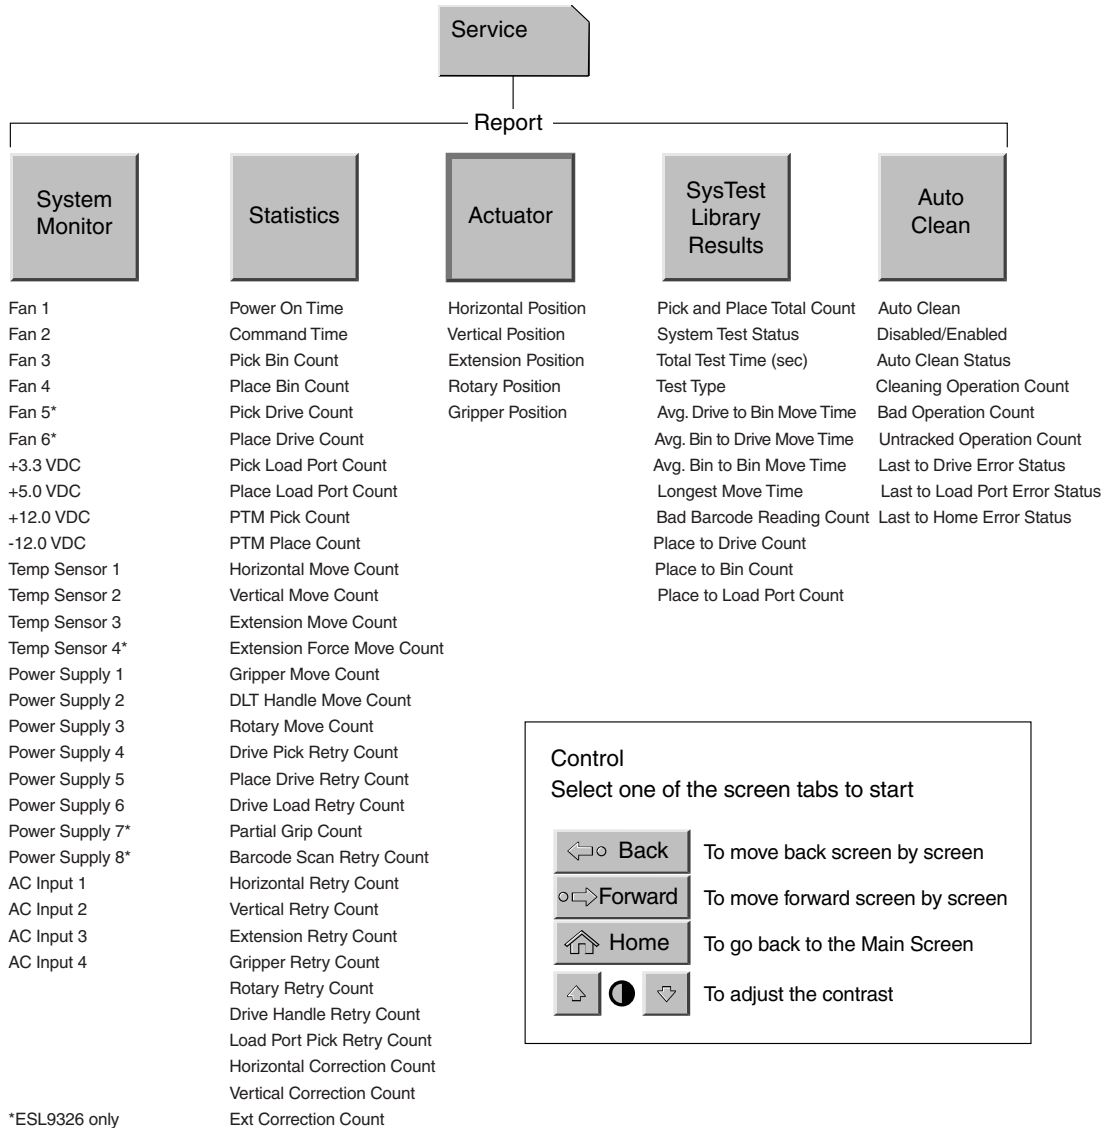 Service
Report
System
Monitor
Fan 1
Fan 2
Fan 3
Fan 4
Fan 5*
Fan 6*
+3.3 VDC
+5.0 VDC
+12.0 VDC
-12.0 VDC
Temp Sensor 1
Temp Sensor 2
Temp Sensor 3
Temp Sensor 4*
Power Supply 1
Power Supply 2
Power Supply 3
Power Supply 4
Power Supply 5
Power Supply 6
Power Supply 7*
Power Supply 8*
AC Input 1
AC Input 2
AC Input 3
AC Input 4
*ESL9326 only
Statistics
Power On Time
Command Time
Pick Bin Count
Place Bin Count
Pick Drive Count
Place Drive Count
Pick Load Port Count
Place Load Port Count
PTM Pick Count
PTM Place Count
Horizontal Move Count
Vertical Move Count
Extension Move Count
Extension Force Move Count
Gripper Move Count
DLT Handle Move Count
Rotary Move Count
Drive Pick Retry Count
Place Drive Retry Count
Drive Load Retry Count
Partial Grip Count
Barcode Scan Retry Count
Horizontal Retry Count
Vertical Retry Count
Extension Retry Count
Gripper Retry Count
Rotary Retry Count
Drive Handle Retry Count
Load Port Pick Retry Count
Horizontal Correction Count
Vertical Correction Count
Ext Correction Count
Actuator
Horizontal Position
Vertical Position
Extension Position
Rotary Position
Gripper Position
SysTest
Library
Results
Pick and Place Total Count
System Test Status
Total Test Time (sec)
Test Type
Avg. Drive to Bin Move Time
Avg. Bin to Drive Move Time
Avg. Bin to Bin Move Time
Longest Move Time
Bad Barcode Reading Count
Place to Drive Count
Place to Bin Count
Place to Load Port Count
Auto
Clean
Auto Clean
Disabled/Enabled
Auto Clean Status
Cleaning Operation Count
Bad Operation Count
Untracked Operation Count
Last to Drive Error Status
Last to Load Port Error Status
Last to Home Error Status
Control
Select one of the screen tabs to start
Back To move back screen by screen
Forward To move forward screen by screen
Home To go back to the Main Screen
To adjust the contrast